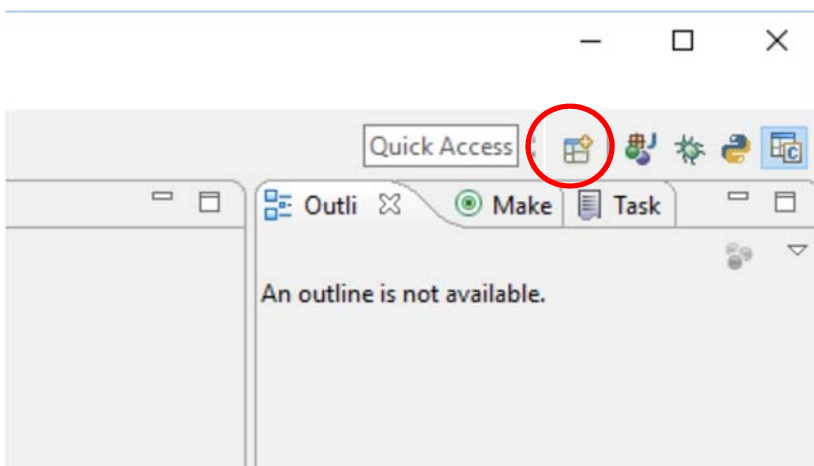 Quick Access
Outli Make Task
An outline is not available.